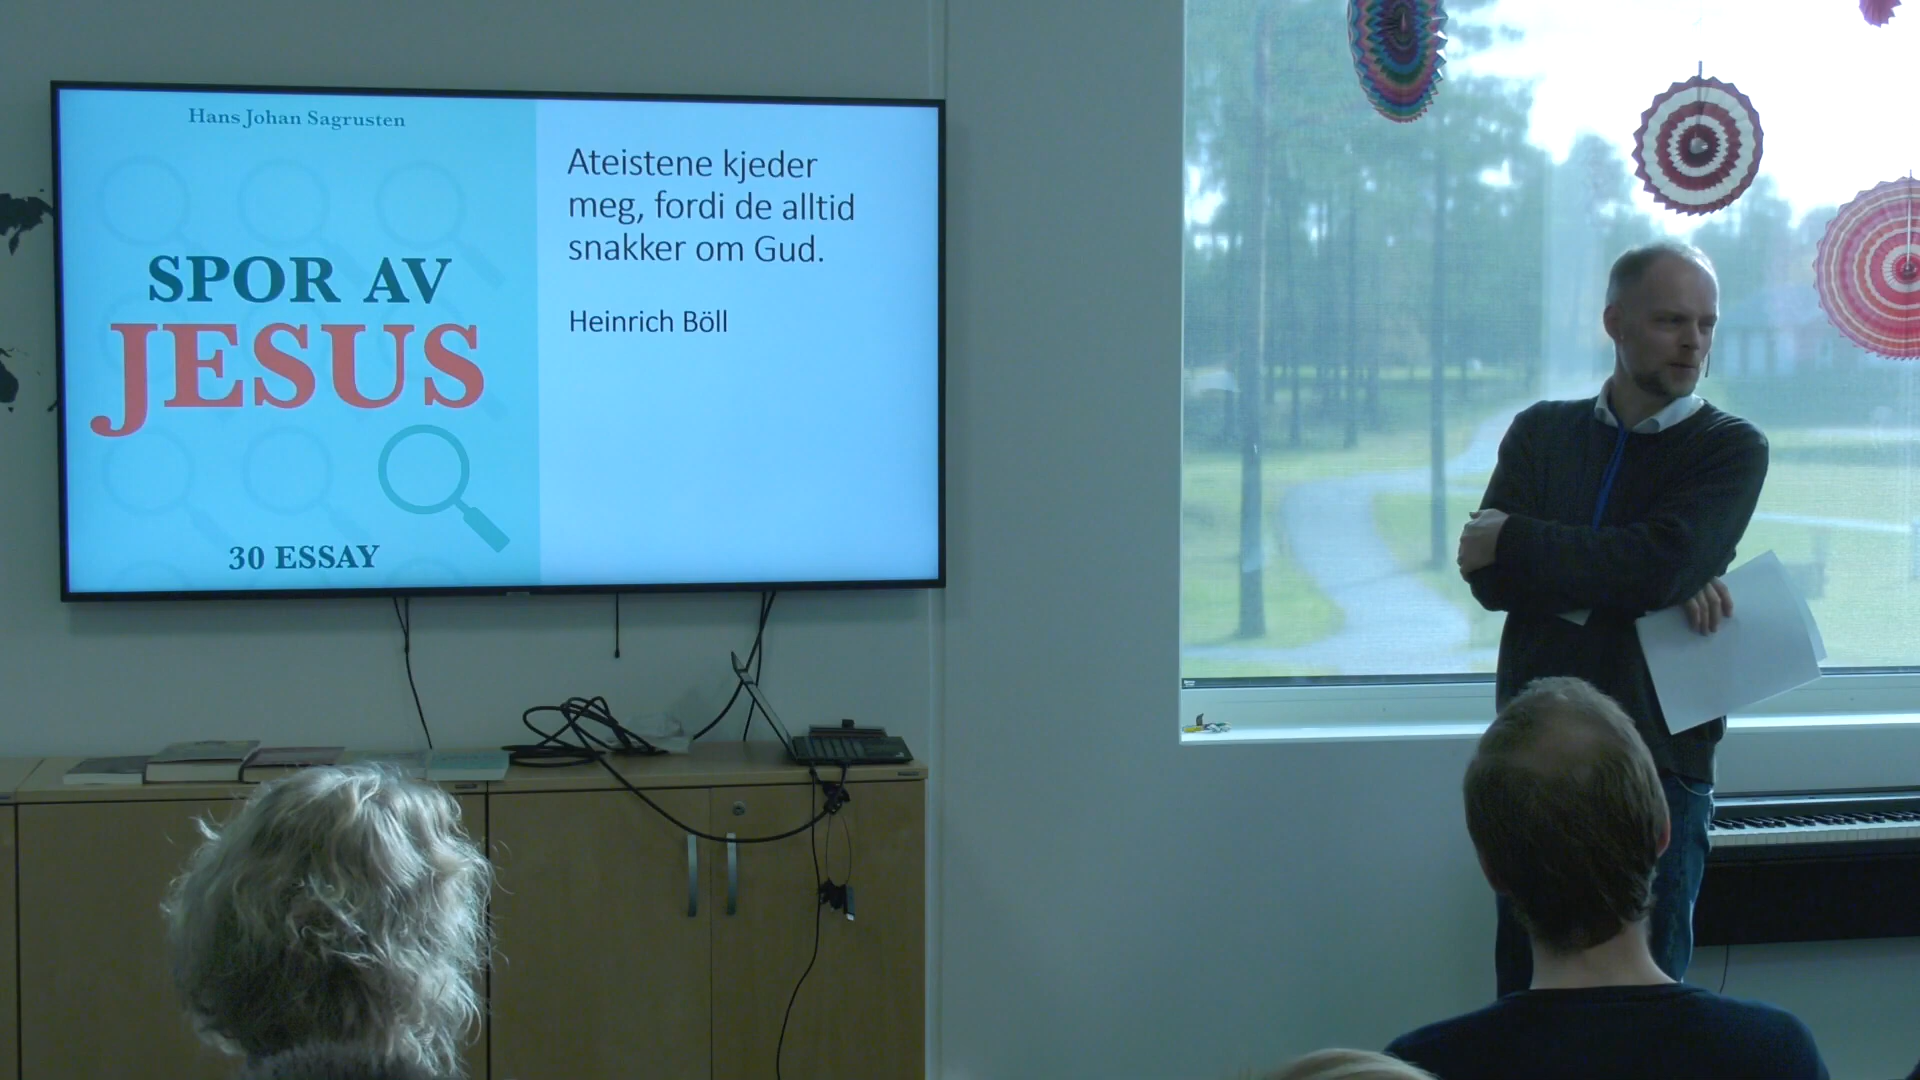 Hans Johan Sagrusten
SPOR AV
JESUS
30 ESSAY
Ateistene kjeder
meg, fordi de alltid
snakker om Gud.
Heinrich Böll